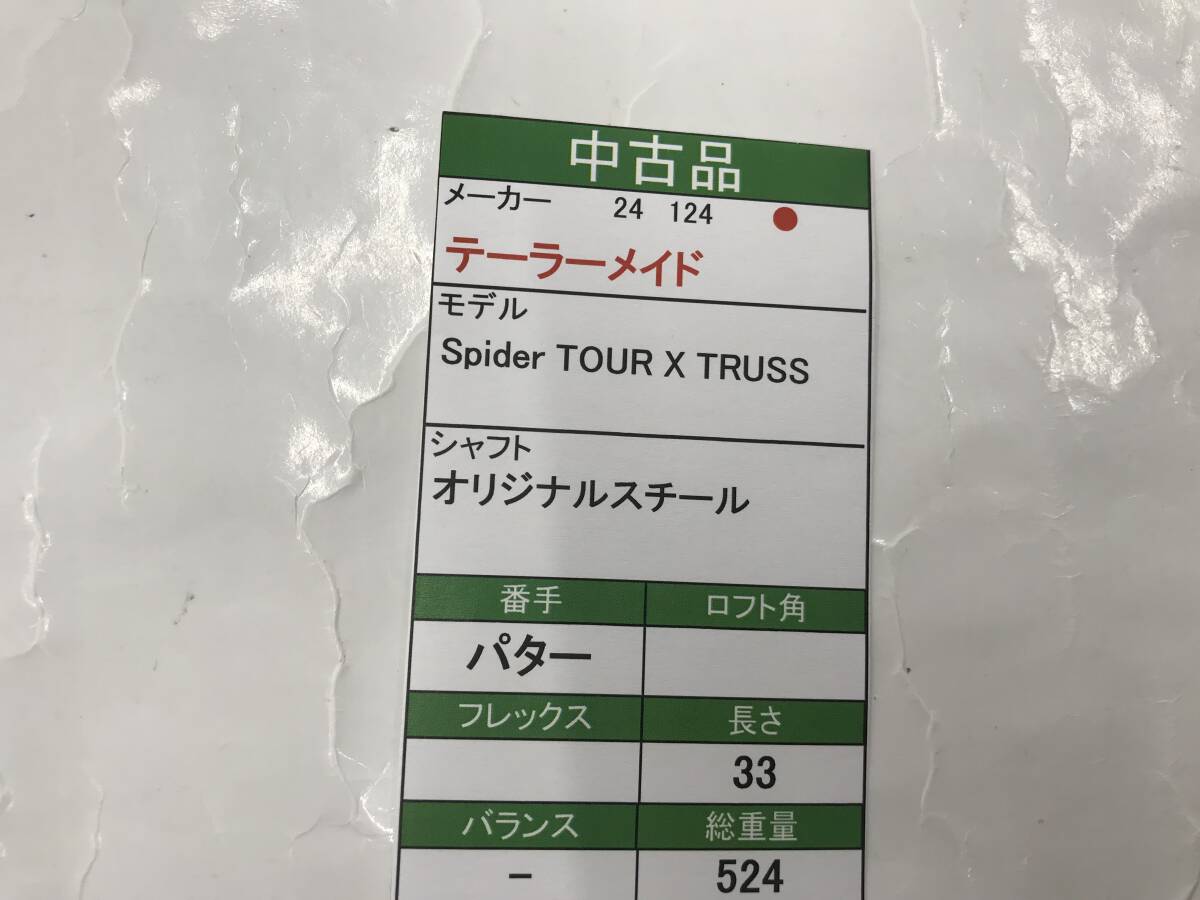 中古品
メーカー 24 124
テーラーメイド
モデル
Spider TOUR X TRUSS
シャフト
オリジナルスチール
番手 ロフト角
パター
フレックス 長さ
33
バランス 総重量
- 524